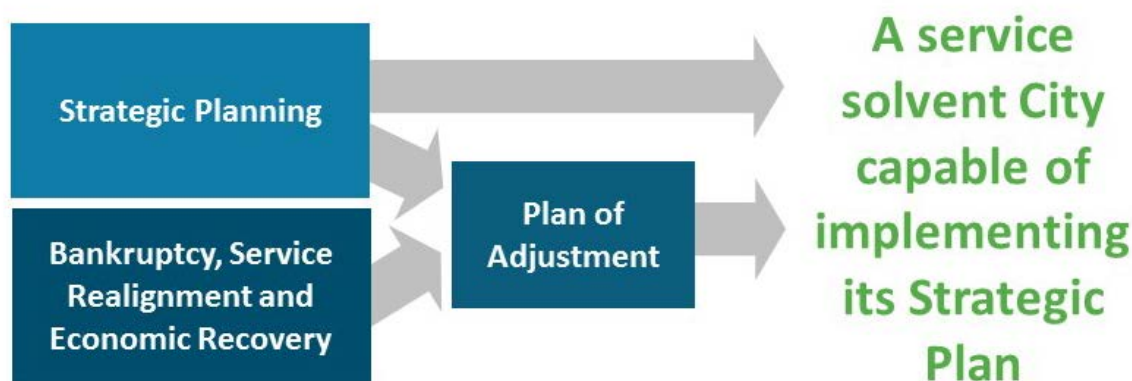 Strategic Planning
Bankruptcy, Service
Realignment and
Economic Recovery
Plan of
Adjustment
A service
solvent City
capable of
implementing
its Strategic
Plan